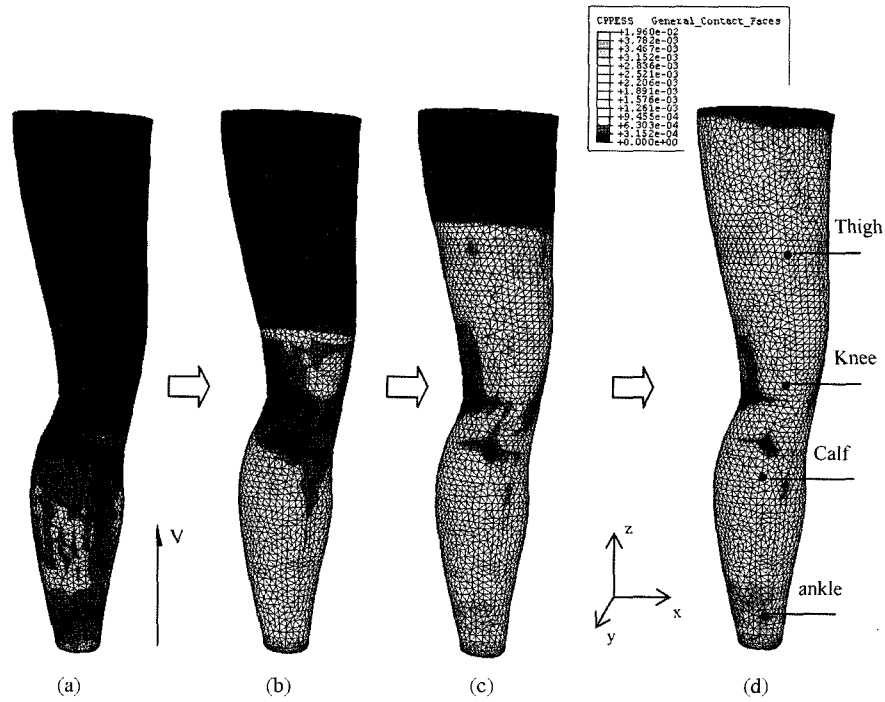 CPRESS General_Contact_Faces
+1.960e-02
+3.782e-03
+3.467e-03
+3.152e-03
+2.836e-03
+2.521e-03
+2.206e-03
+1.891e-03
+1.576e-03
+1.261e-03
+9.455e-04
+6.303e-04
+3.152e-04
+0.000e+00
Thigh
Knee
Calf
ankle
V
z
x
y
(a)
(b)
(c)
(d)